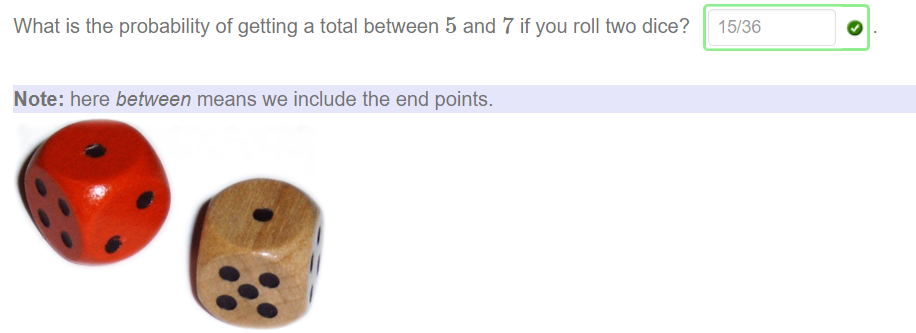 What is the probability of getting a total between 5 and 7 if you roll two dice? 15/36 .
Note: here between means we include the end points.